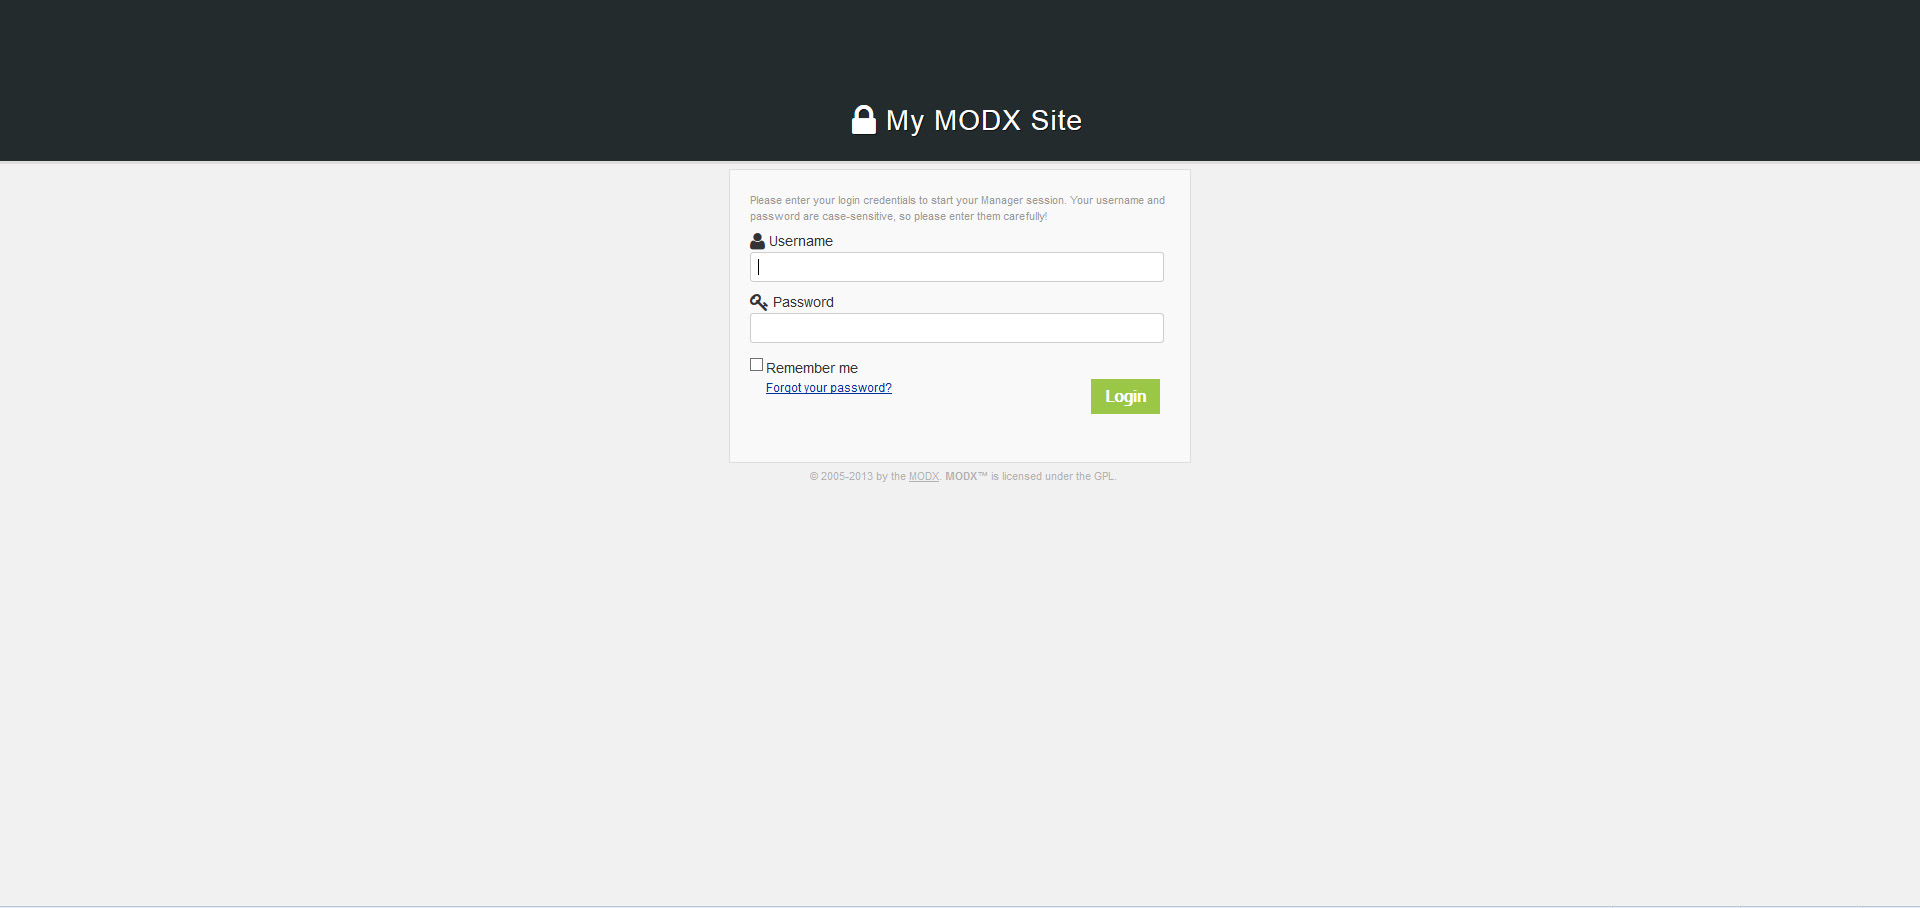 My MODX Site
Please enter your login credentials to start your Manager session. Your username and
password are case-sensitive, so please enter them carefully!
Username
Password
Remember me
Forgot your password?
Login
© 2005-2013 by the MODX. MODX™ is licensed under the GPL.